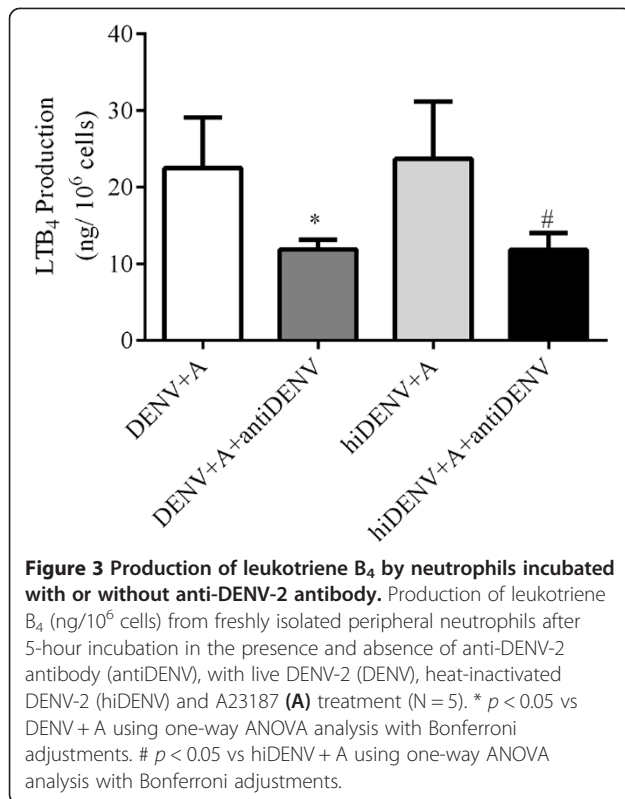 40
30
20
10
0
LTB₄ Production
(ng/ 10⁶ cells)
*
#
DENV+A
DENV+A+antiDENV
hiDENV+A
hiDENV+A+antiDENV
Figure 3 Production of leukotriene B₄ by neutrophils incubated
with or without anti-DENV-2 antibody. Production of leukotriene
B₄ (ng/10⁶ cells) from freshly isolated peripheral neutrophils after
5-hour incubation in the presence and absence of anti-DENV-2
antibody (antiDENV), with live DENV-2 (DENV), heat-inactivated
DENV-2 (hiDENV) and A23187 (A) treatment (N = 5). * p < 0.05 vs
DENV + A using one-way ANOVA analysis with Bonferroni
adjustments. # p < 0.05 vs hiDENV + A using one-way ANOVA
analysis with Bonferroni adjustments.